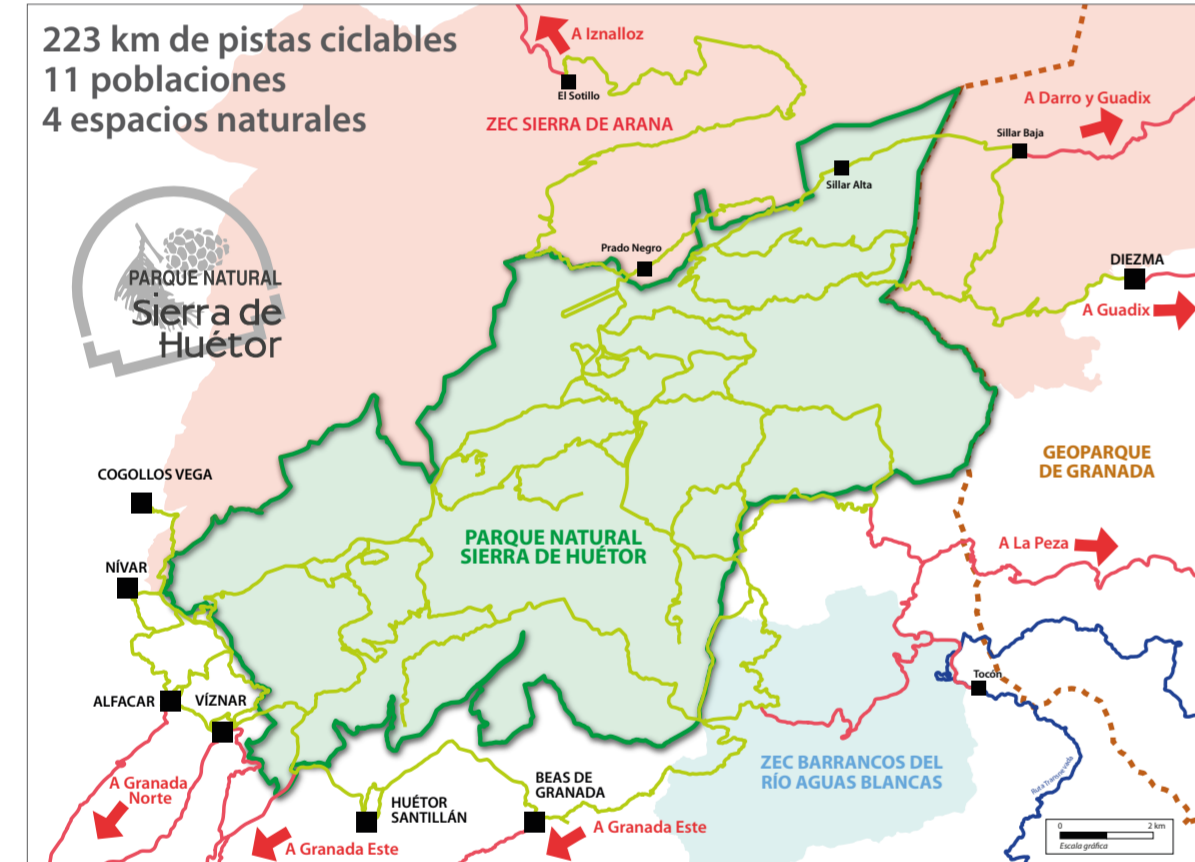 223 km de pistas ciclables
11 poblaciones
4 espacios naturales
A Iznalloz
El Sotillo
ZEC SIERRA DE ARANA
A Darro y Guadix
Sillar Baja
Sillar Alta
PARQUE NATURAL
Sierra de
Huétor
Prado Negro
DIEZMA
A Guadix
COGOLLOS VEGA
GEOPARQUE
DE GRANADA
PARQUE NATURAL
SIERRA DE HUÉTOR
A La Peza
NÍVAR
Tocón
ALFACAR
VÍZNAR
ZEC BARRANCOS DEL
RÍO AGUAS BLANCAS
Ruta Transnevada
A Granada
Norte
HUÉTOR
SANTILLÁN
BEAS DE
GRANADA
A Granada Este
A Granada Este
0 2 km
Escala gráfica